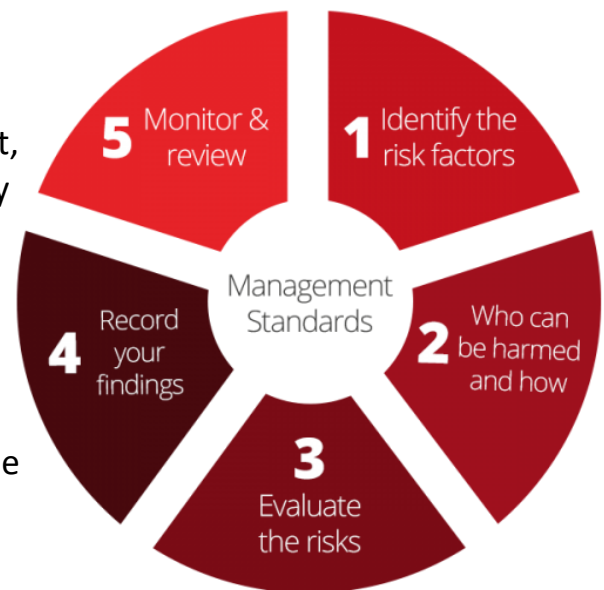 t,
y
e
Management
Standards
1 Identify the
risk factors
2 Who can
be harmed
and how
3
Evaluate
the risks
4 Record
your
findings
5 Monitor &
review